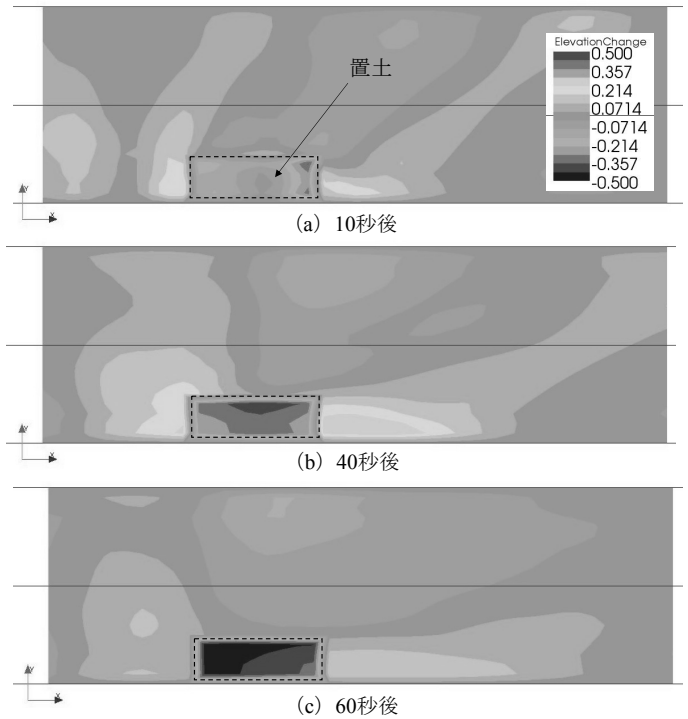 ElevationChange
0.500
0.357
0.214
0.0714
-0.0714
-0.214
-0.357
-0.500
置土
Y
X
(a) 10秒後
Y
X
(b) 40秒後
Y
X
(c) 60秒後